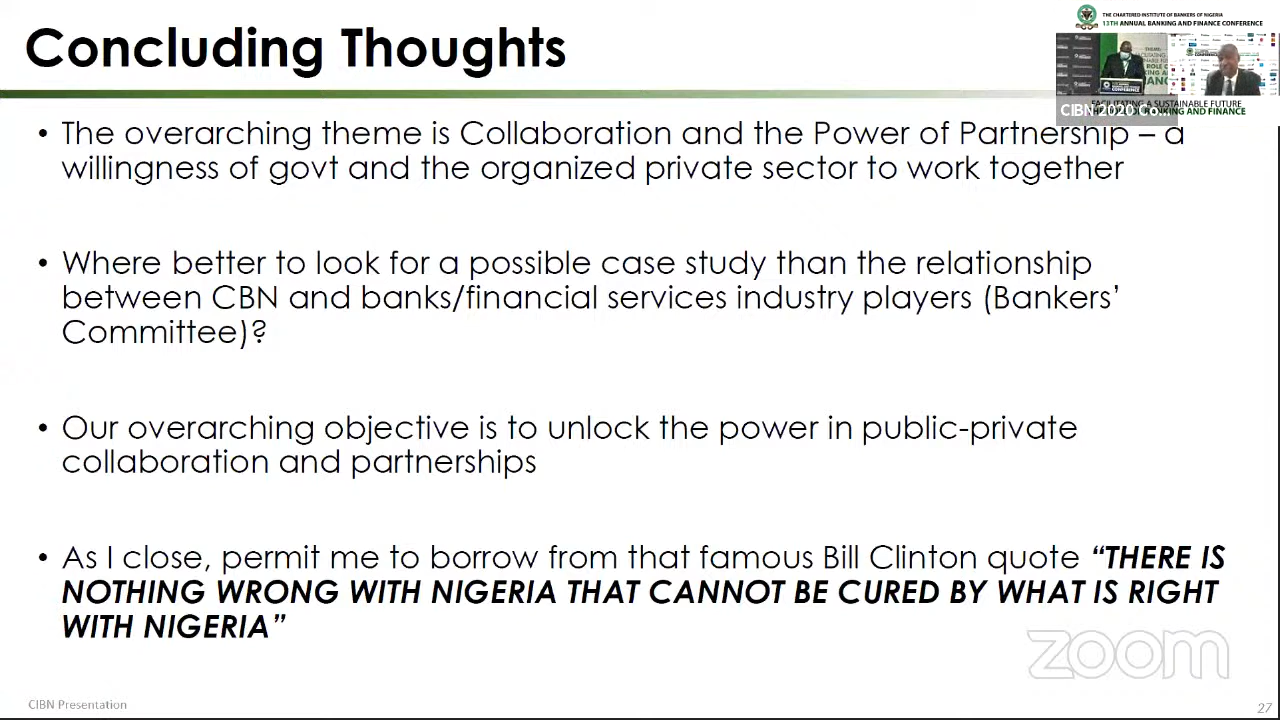 Concluding Thoughts
THE CHARTERED INSTITUTE OF BANKERS OF NIGERIA
13TH ANNUAL BANKING AND FINANCE CONFERENCE
CIBN 2020 Co...
FACILITATING A SUSTAINABLE FUTURE
BANKING AND FINANCE
• The overarching theme is Collaboration and the Power of Partnership – a
willingness of govt and the organized private sector to work together
• Where better to look for a possible case study than the relationship
between CBN and banks/financial services industry players (Bankers’
Committee)?
• Our overarching objective is to unlock the power in public-private
collaboration and partnerships
• As I close, permit me to borrow from that famous Bill Clinton quote “THERE IS
NOTHING WRONG WITH NIGERIA THAT CANNOT BE CURED BY WHAT IS RIGHT
WITH NIGERIA”
zoom
CIBN Presentation
27